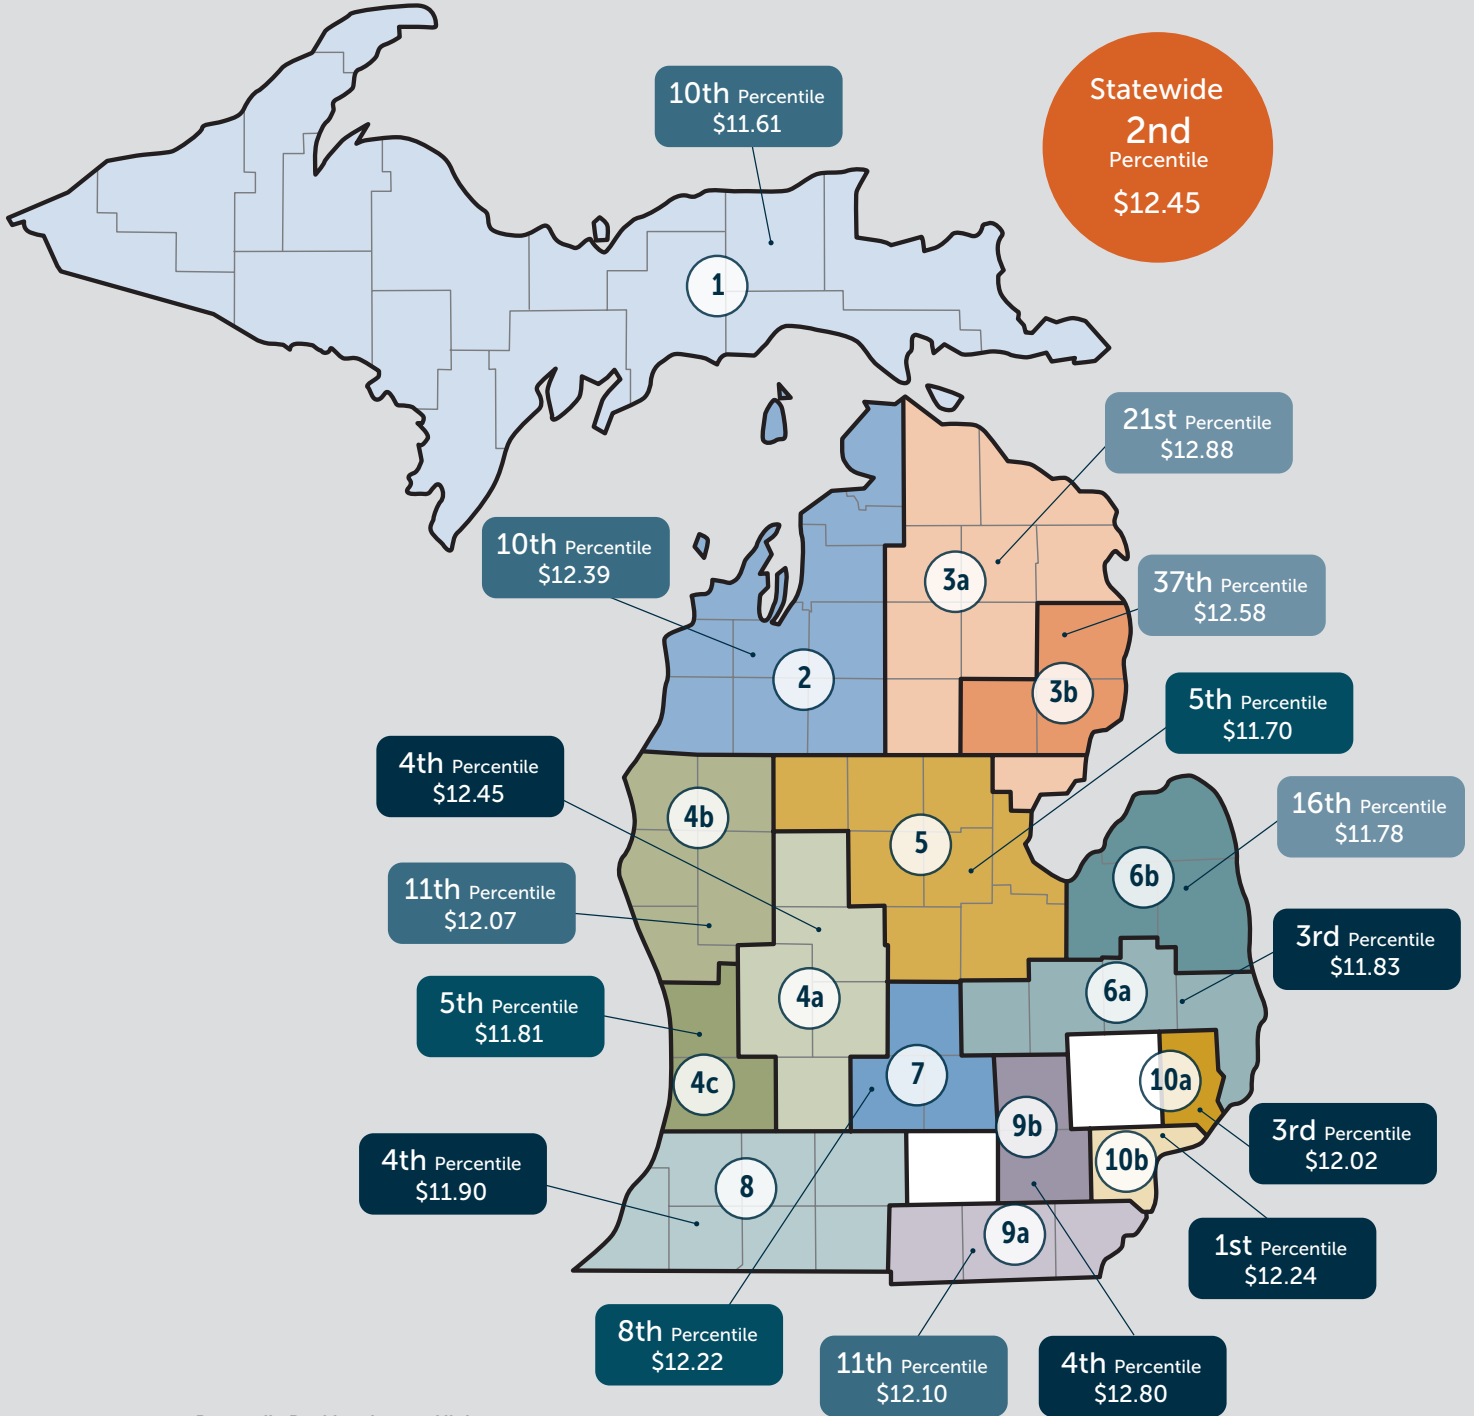 Statewide
2nd
Percentile
$12.45
10th Percentile
$11.61
1
21st Percentile
$12.88
10th Percentile
$12.39
3a
37th Percentile
$12.58
2
3b
5th Percentile
$11.70
4th Percentile
$12.45
4b
5
16th Percentile
$11.78
6b
11th Percentile
$12.07
3rd Percentile
$11.83
4a
6a
5th Percentile
$11.81
4c
7
10a
9b
3rd Percentile
$12.02
10b
4th Percentile
$11.90
8
9a
1st Percentile
$12.24
8th Percentile
$12.22
11th Percentile
$12.10
4th Percentile
$12.80